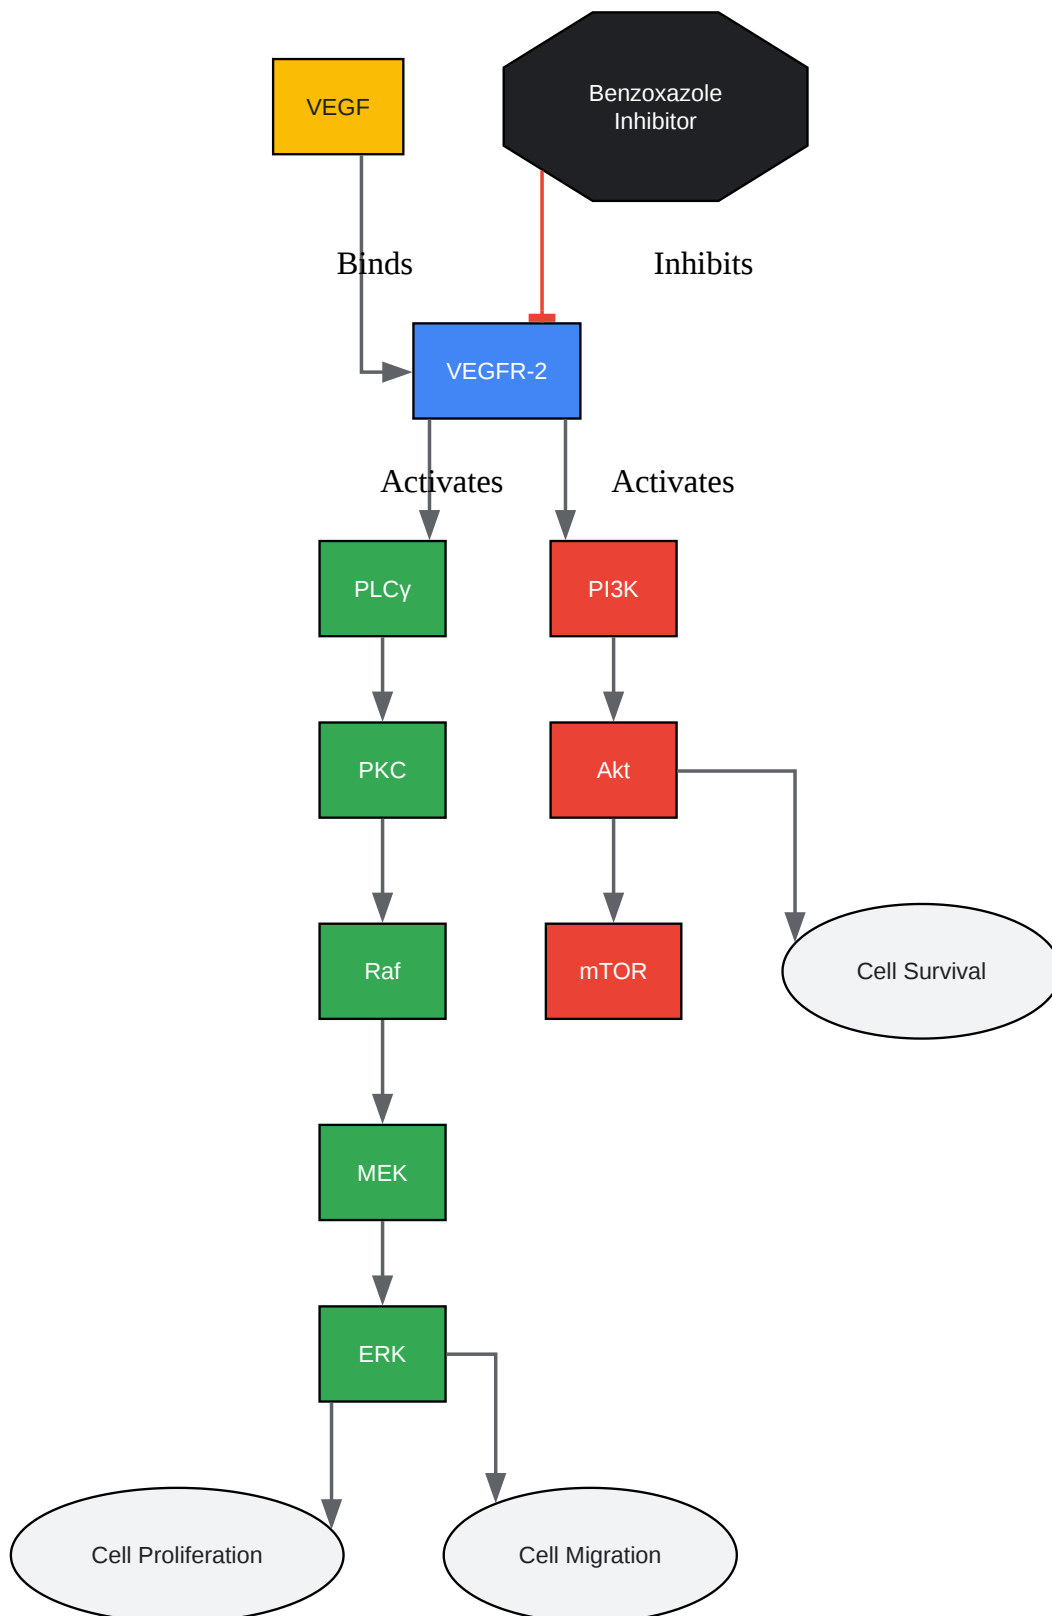 VEGF
Benzoxazole
Inhibitor
Binds
Inhibits
VEGFR-2
Activates
Activates
PLCγ
PI3K
PKC
Akt
Raf
mTOR
Cell Survival
MEK
ERK
Cell Proliferation
Cell Migration